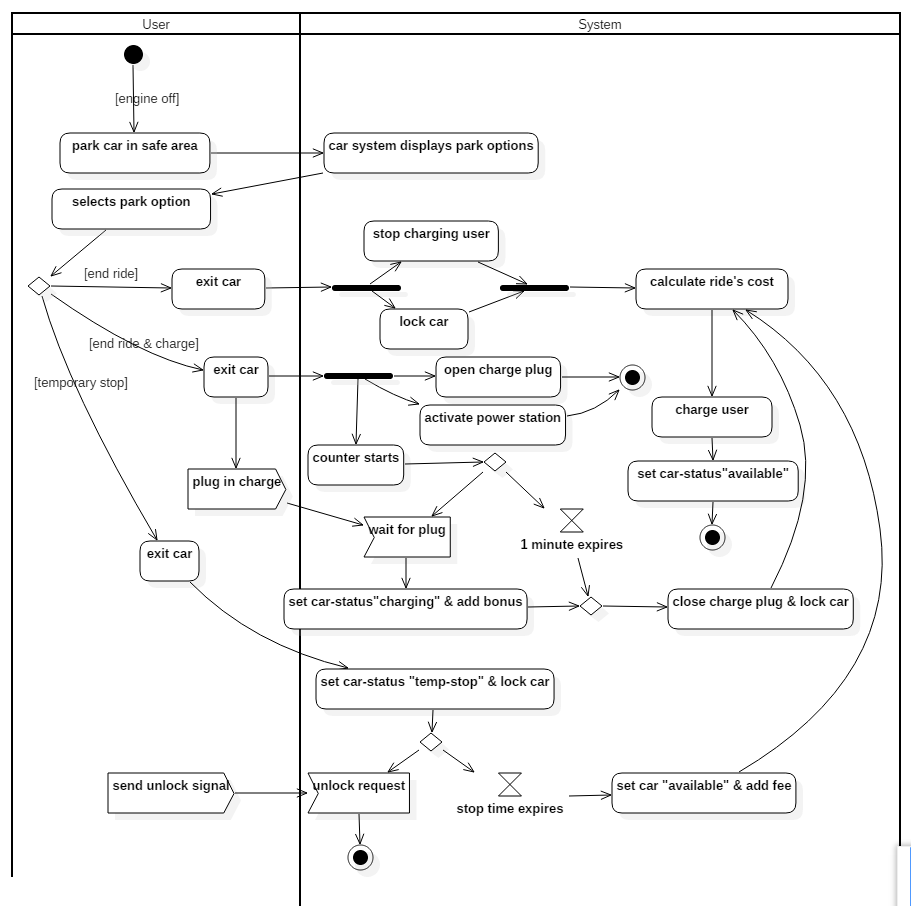 User
System
[engine off]
park car in safe area
car system displays park options
selects park option
stop charging user
[end ride]
exit car
calculate ride's cost
lock car
[end ride & charge]
exit car
open charge plug
[temporary stop]
charge user
activate power station
counter starts
set car-status"available"
plug in charge
wait for plug
1 minute expires
exit car
set car-status"charging" & add bonus
close charge plug & lock car
set car-status "temp-stop" & lock car
send unlock signal
unlock request
stop time expires
set car "available" & add fee